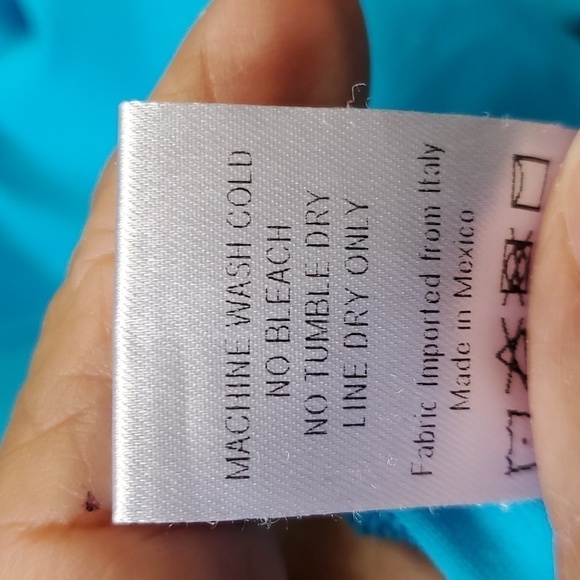 MACHINE WASH COLD
NO BLEACH
NO TUMBLE DRY
LINE DRY ONLY
Fabric Imported from Italy
Made in Mexico